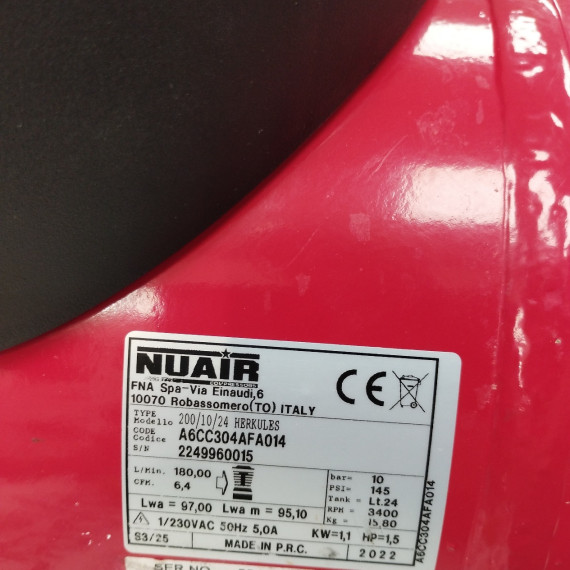 NUAIR
COMPRESSORS
FNA Spa-Via Einaudi,6
10070 Robassomero(TO) ITALY
CE
TYPE
Modello 200/10/24 HERKULES
CODE
Codice A6CC304AFA014
S/N 2249960015
L/Min. 180,00
CFM. 6,4
bar= 10
PSI= 145
Tank = Lt.24
RPM = 3400
Kg = 15,80
Lwa = 97,00 Lwa m = 95,10
1/230VAC 50Hz 5,0A KW=1,1 HP=1,5
S3/25 MADE IN P.R.C. 2022
A6CC304AFA014
SER NO